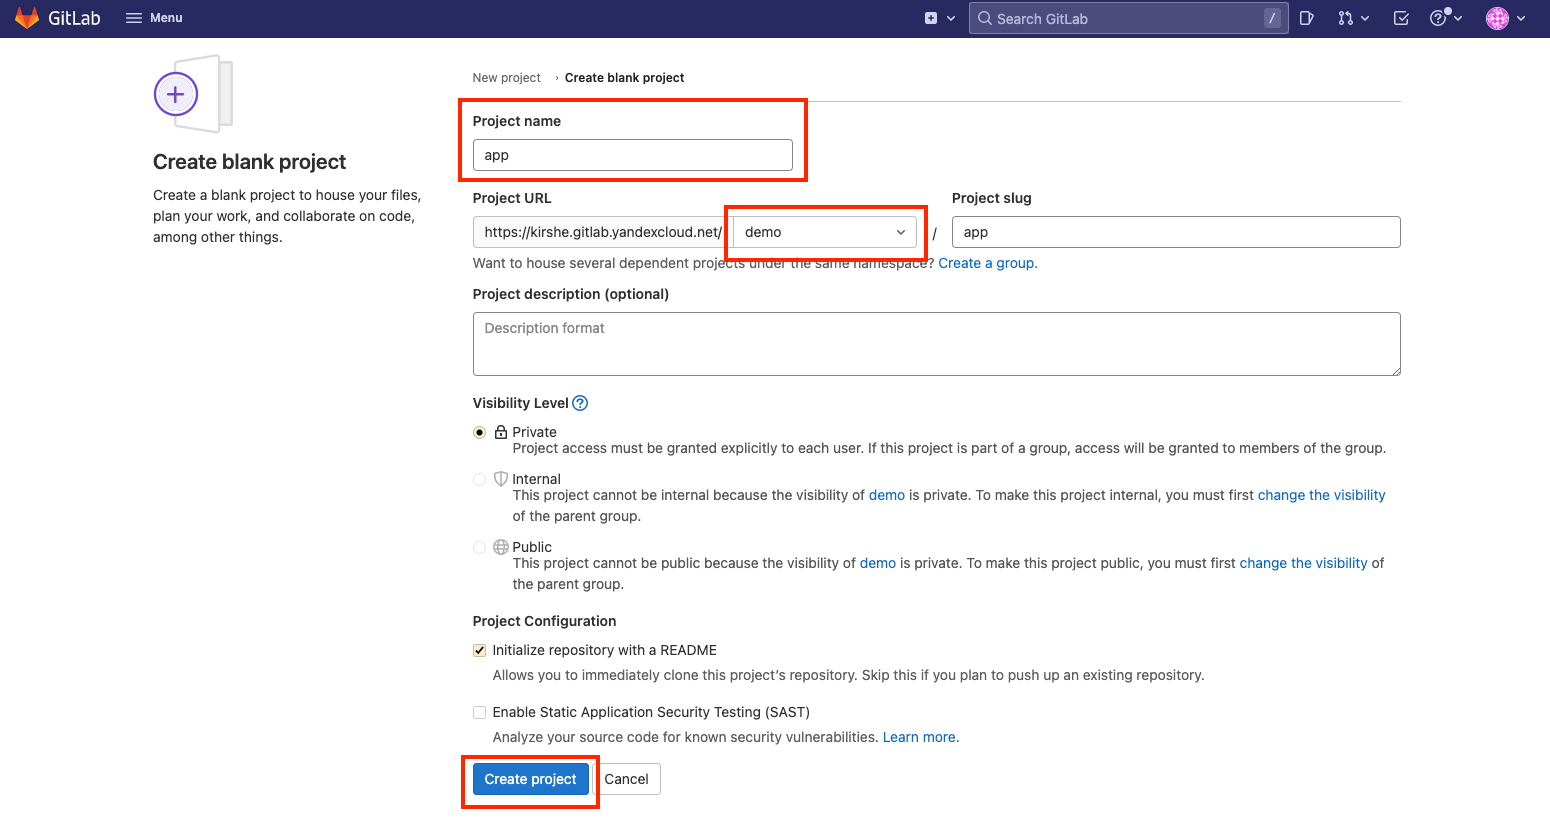 GitLab
Menu
Search GitLab
/
New project › Create blank project
Create blank project
Create a blank project to house your files,
plan your work, and collaborate on code,
among other things.
Project name
app
Project URL
https://kirshe.gitlab.yandexcloud.net/
demo
/
Project slug
app
Want to house several dependent projects under the same namespace? Create a group.
Project description (optional)
Description format
Visibility Level ?
Private
Project access must be granted explicitly to each user. If this project is part of a group, access will be granted to members of the group.
Internal
This project cannot be internal because the visibility of demo is private. To make this project internal, you must first change the visibility
of the parent group.
Public
This project cannot be public because the visibility of demo is private. To make this project public, you must first change the visibility of
the parent group.
Project Configuration
Initialize repository with a README
Allows you to immediately clone this project’s repository. Skip this if you plan to push up an existing repository.
Enable Static Application Security Testing (SAST)
Analyze your source code for known security vulnerabilities. Learn more.
Create project
Cancel